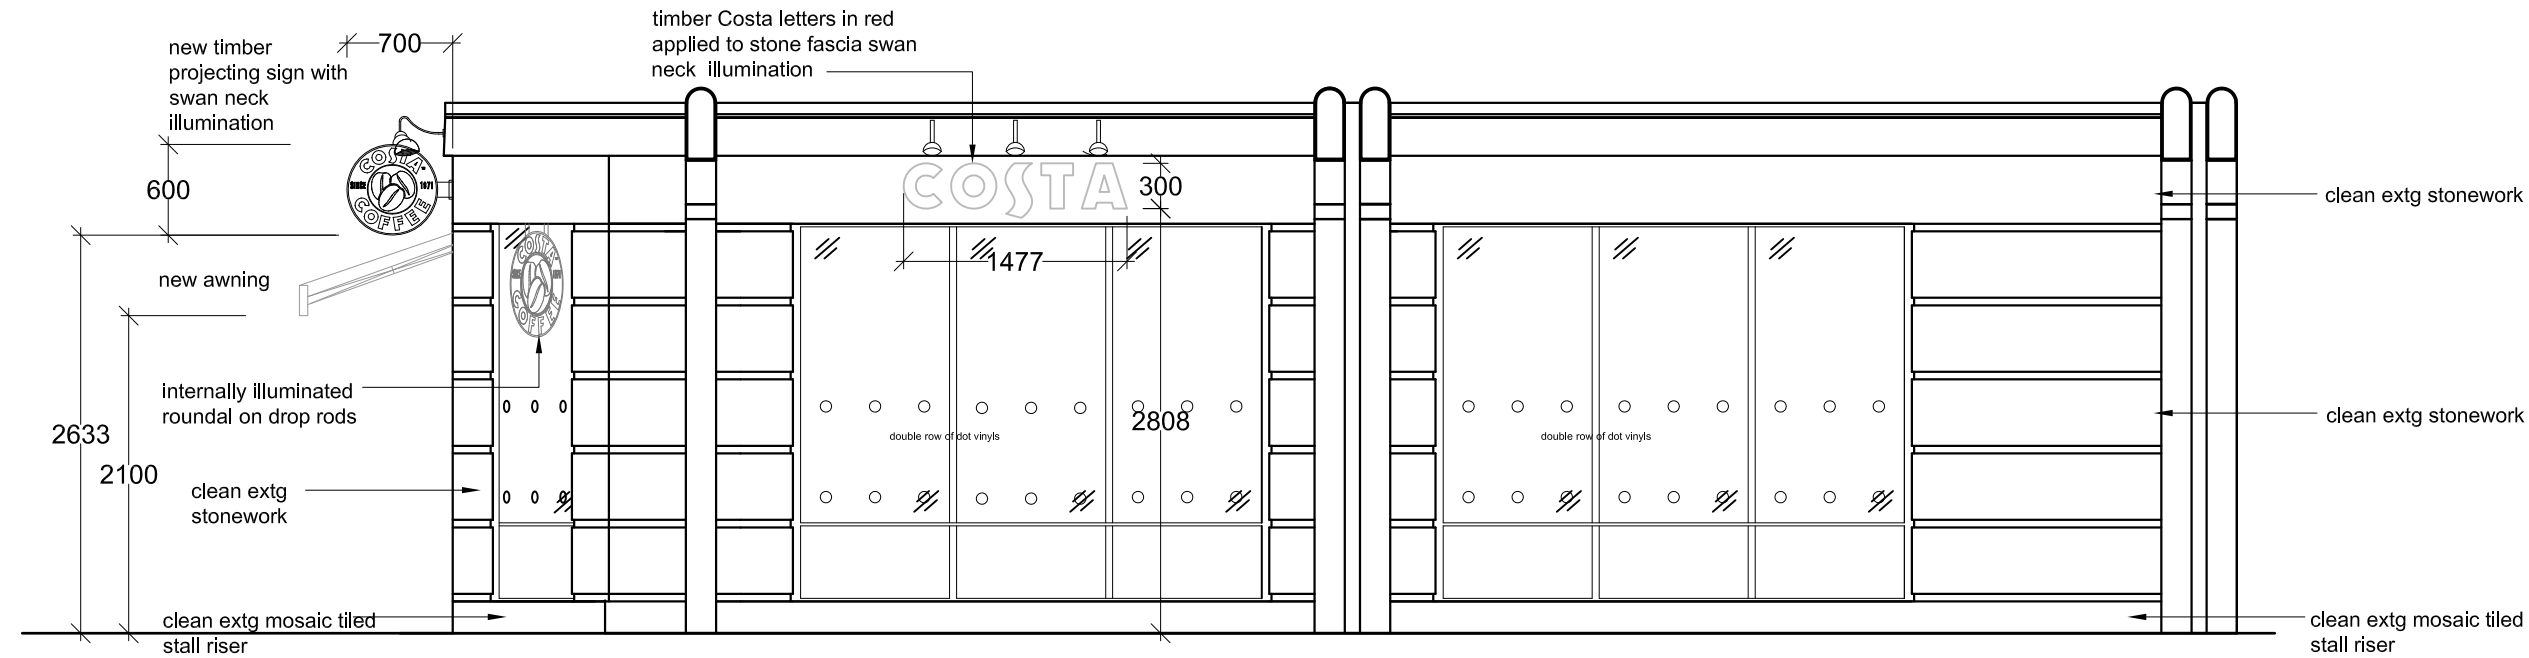 timber Costa letters in red
applied to stone fascia swan
neck illumination
new timber
projecting sign with
swan neck
illumination
700
600
COSTA
SINCE 1971
COFFEE
COSTA
300
clean extg stonework
1477
new awning
COSTA
COFFEE
internally illuminated
roundal on drop rods
2633
2100
2808
double row of dot vinyls
double row of dot vinyls
clean extg stonework
clean extg
stonework
clean extg mosaic tiled
stall riser
clean extg mosaic tiled
stall riser